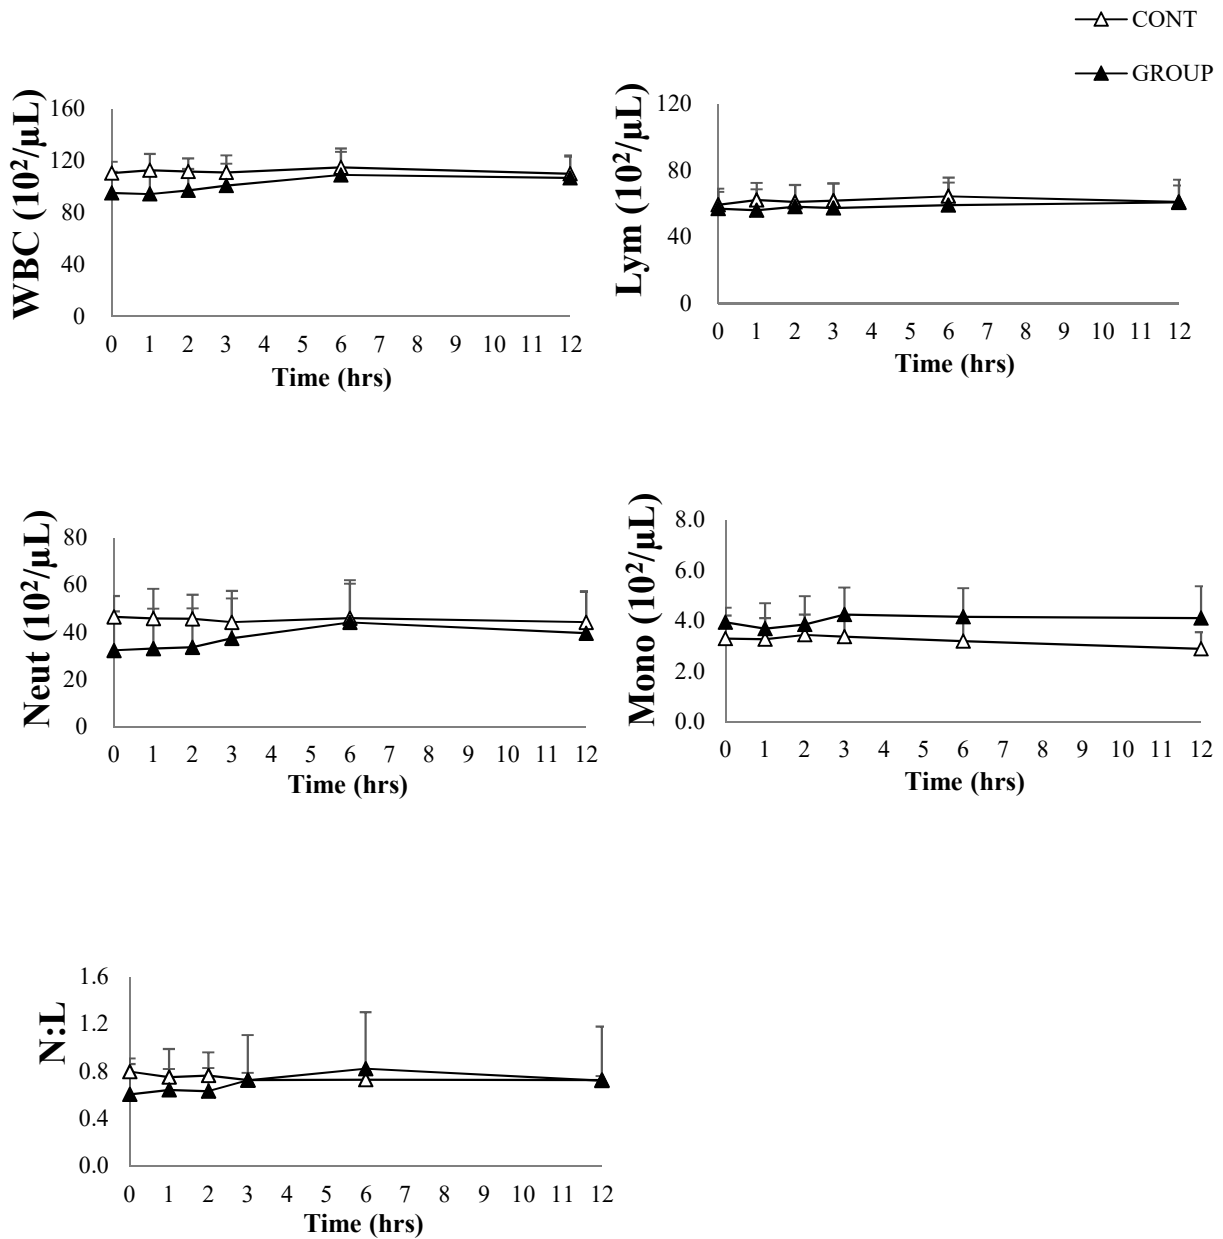 CONT
GROUP
WBC (10²/µL)
160
120
80
40
0
0 1 2 3 4 5 6 7 8 9 10 11 12
Time (hrs)
Lym (10²/µL)
120
80
40
0
0 1 2 3 4 5 6 7 8 9 10 11 12
Time (hrs)
Neut (10²/µL)
80
60
40
20
0
0 1 2 3 4 5 6 7 8 9 10 11 12
Time (hrs)
Mono (10²/µL)
8.0
6.0
4.0
2.0
0.0
0 1 2 3 4 5 6 7 8 9 10 11 12
Time (hrs)
N:L
1.6
1.2
0.8
0.4
0.0
0 1 2 3 4 5 6 7 8 9 10 11 12
Time (hrs)